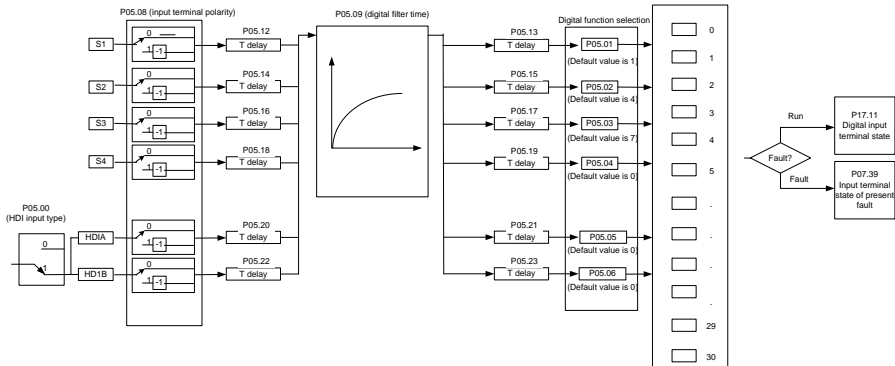 P05.08 (input terminal polarity)
P05.12
T delay
P05.09 (digital filter time)
P05.13
T delay
Digital function selection
P05.01
(Default value is 1)
S1
0
1
-1
P05.14
T delay
P05.15
T delay
P05.02
(Default value is 4)
S2
0
1
-1
P05.16
T delay
P05.17
T delay
P05.03
(Default value is 7)
S3
0
1
-1
P05.18
T delay
P05.19
T delay
P05.04
(Default value is 0)
S4
0
1
-1
P05.00
(HDI input type)
0
1
HDIA
0
1
-1
P05.20
T delay
P05.21
T delay
P05.05
(Default value is 0)
HD1B
0
1
-1
P05.22
T delay
P05.23
T delay
P05.06
(Default value is 0)
0
1
2
3
4
5
.
.
.
.
29
30
Fault?
Run
Fault
P17.11
Digital input
terminal state
P07.39
Input terminal
state of present
fault